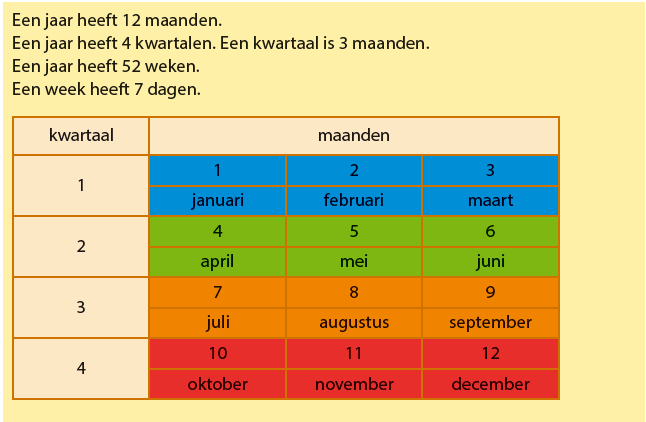 Een jaar heeft 12 maanden.
Een jaar heeft 4 kwartalen. Een kwartaal is 3 maanden.
Een jaar heeft 52 weken.
Een week heeft 7 dagen.
kwartaal maanden
1 2 3
1
januari februari maart
4 5 6
2
april mei juni
7 8 9
3
juli augustus september
10 11 12
4
oktober november december